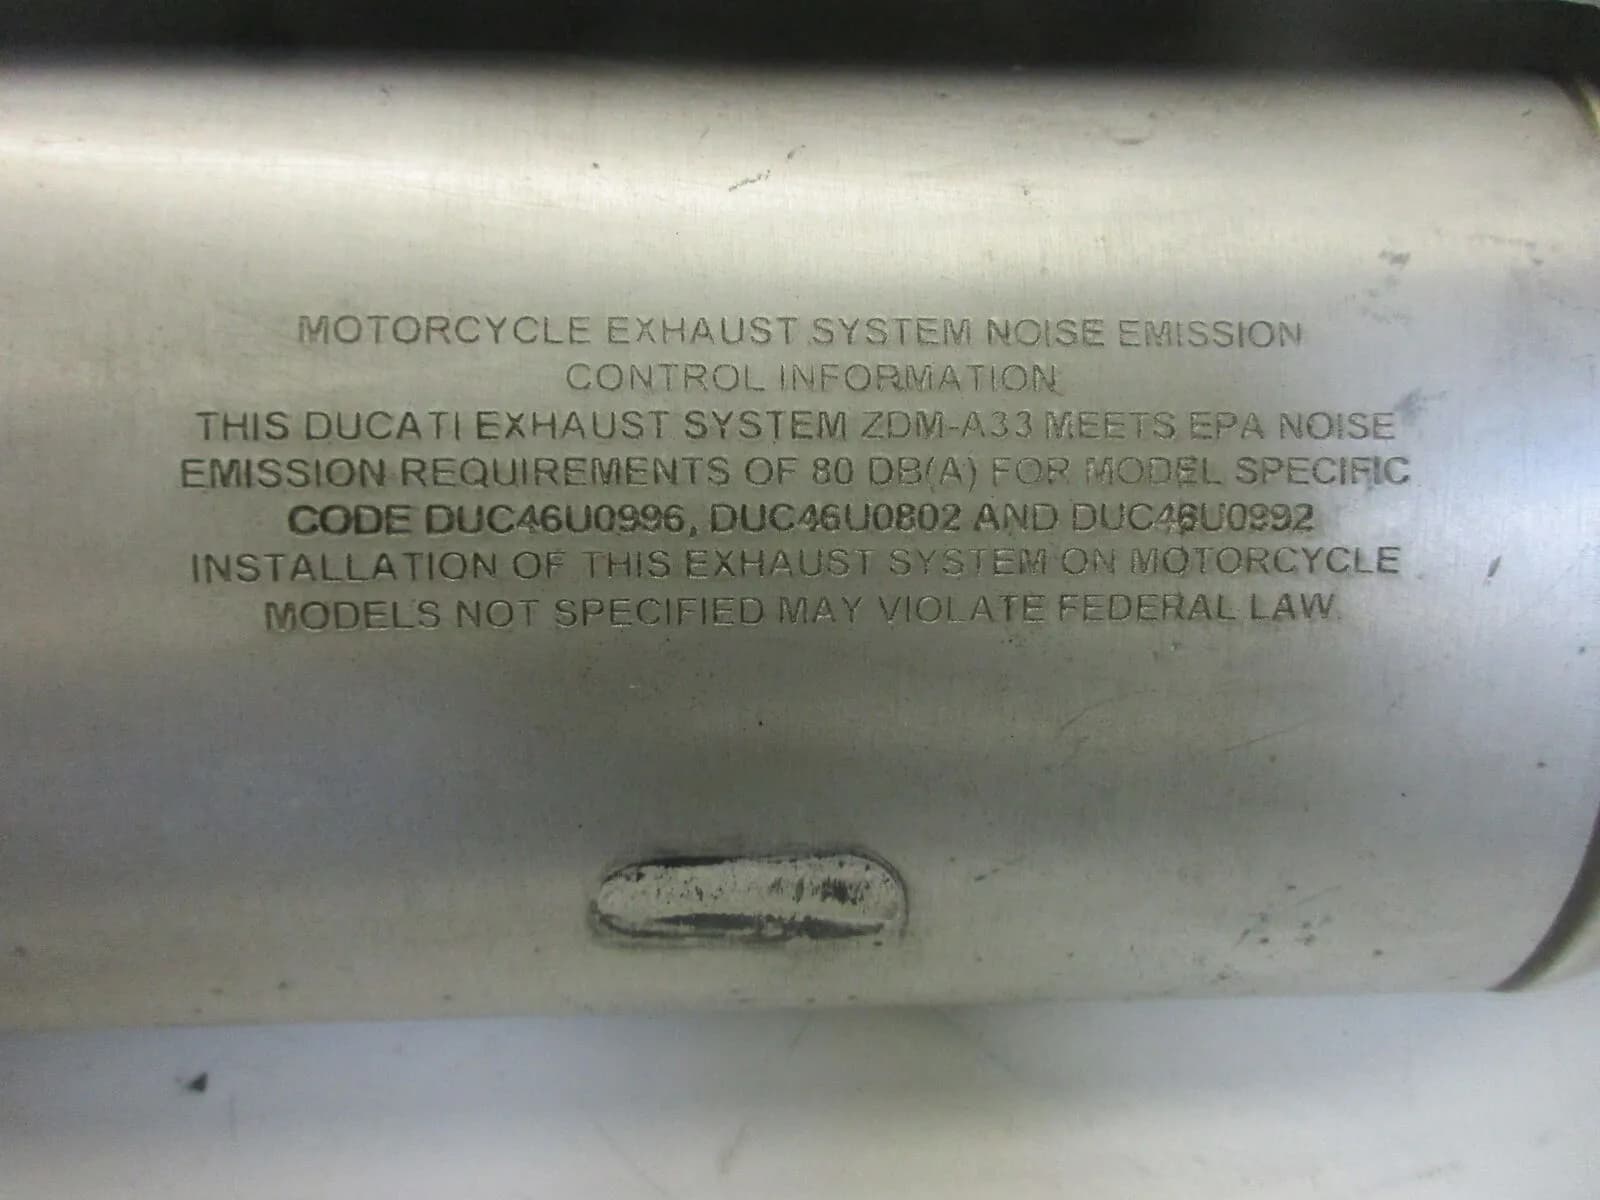 MOTORCYCLE EXHAUST SYSTEM NOISE EMISSION
CONTROL INFORMATION
THIS DUCATI EXHAUST SYSTEM ZDM-A33 MEETS EPA NOISE
EMISSION REQUIREMENTS OF 80 DB(A) FOR MODEL SPECIFIC
CODE DUC46U0996, DUC46U0802 AND DUC46U0992
INSTALLATION OF THIS EXHAUST SYSTEM ON MOTORCYCLE
MODELS NOT SPECIFIED MAY VIOLATE FEDERAL LAW.